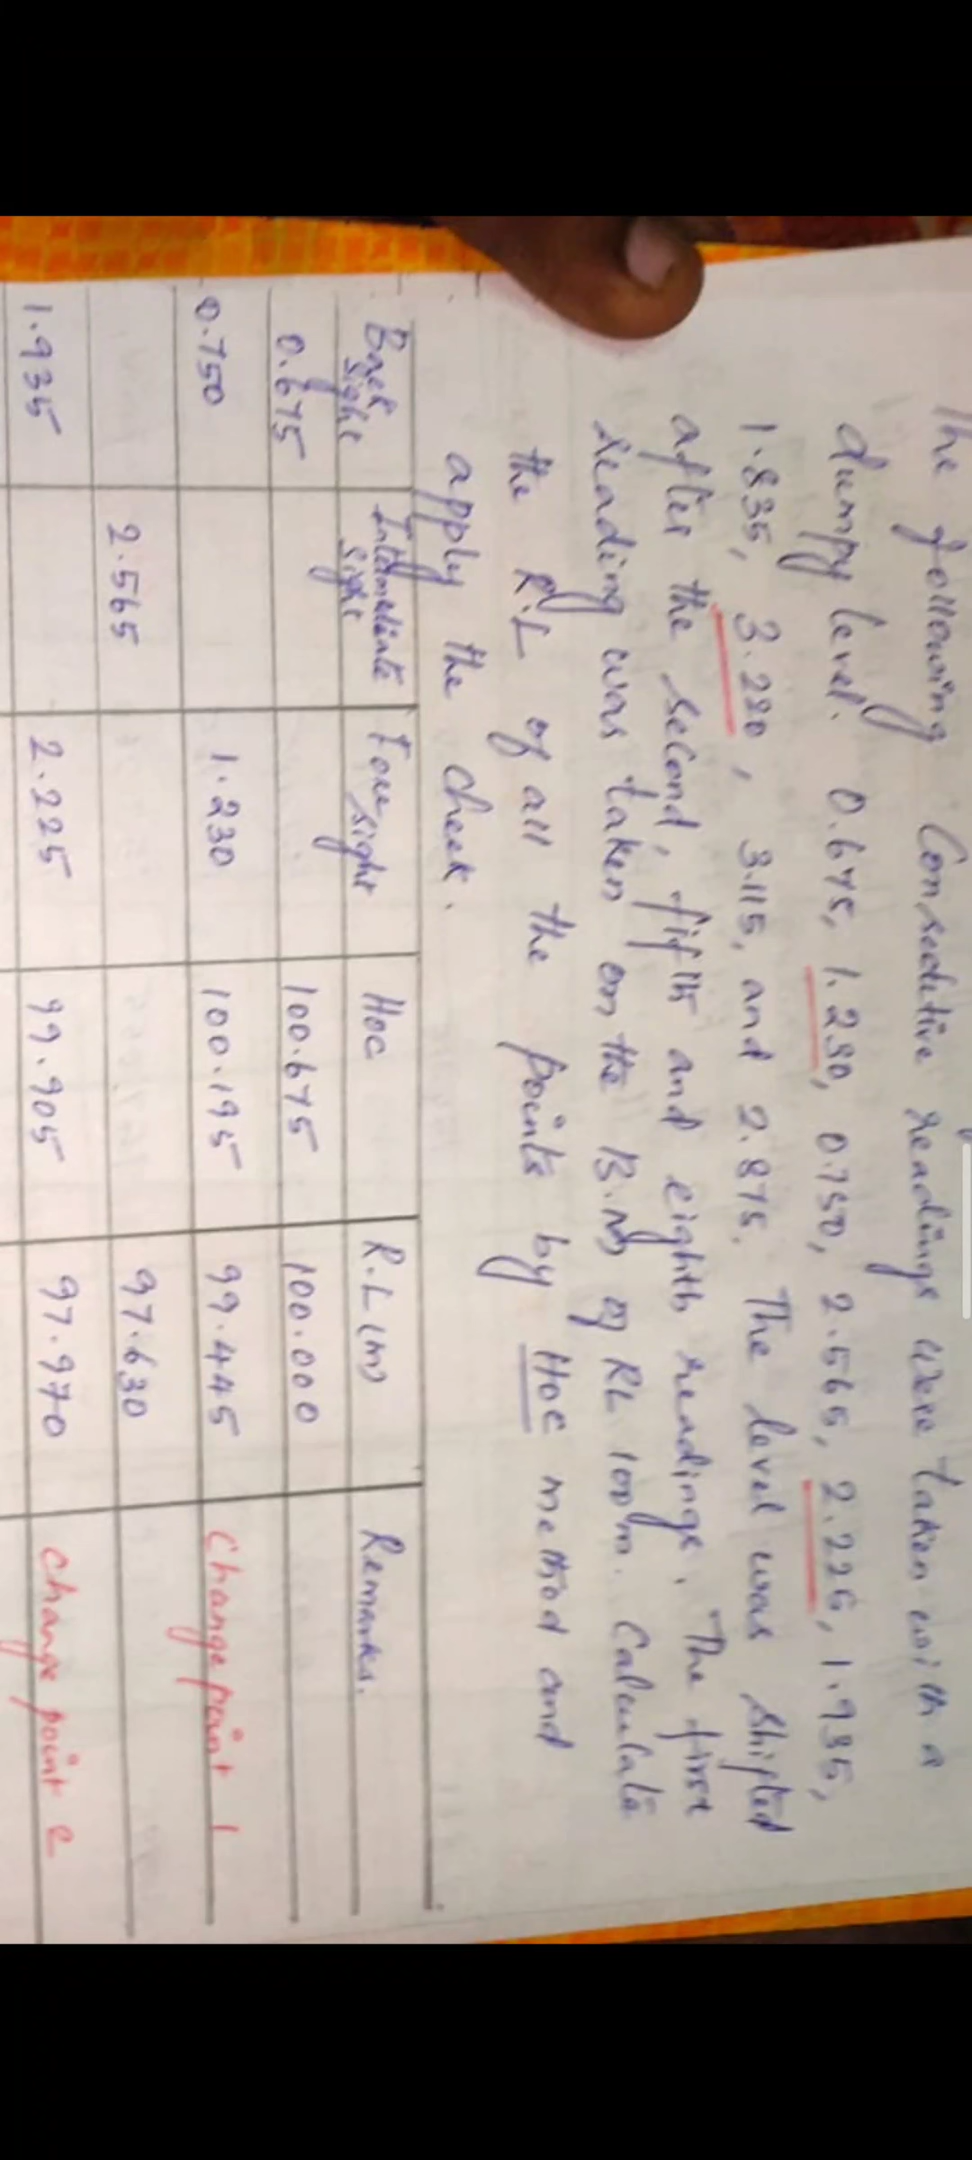 The following Consecutive readings were taken with a
dumpy level. 0.675, 1.230, 0.750, 2.565, 2.225, 1.935,
1.835, 3.220, 3.115, and 2.875. The level was shifted
after the second, fifth and eighth readings. The first
reading was taken on the B.M of RL 100m. Calculate
the R.L of all the points by HOC method and
apply the check.
Back sight Intermediate sight Fore sight HOC R.L(m) Remarks.
0.675 100.675 100.000
0.750 1.230 100.195 99.445 Change point 1
2.565 97.630
1.935 2.225 99.905 97.970 Change point 2